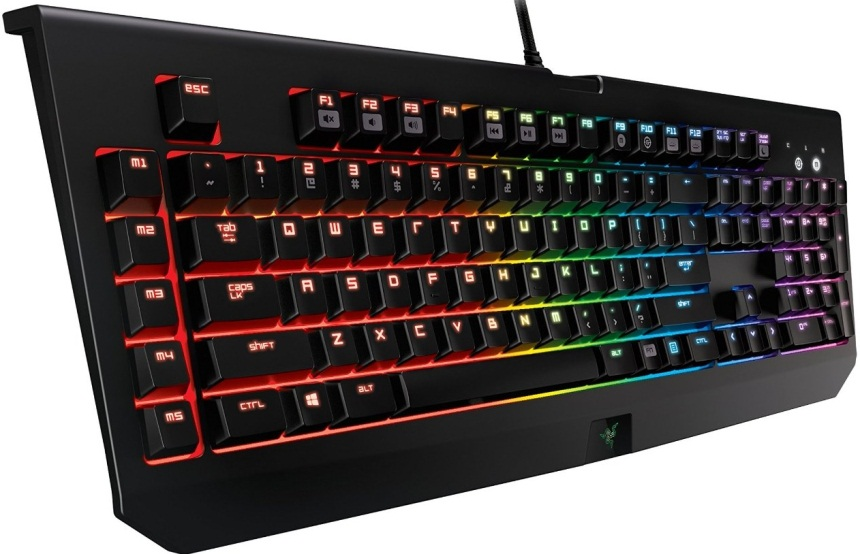 esc F1 F2 F3 F4 F5 F6 F7 F8 F9 F10 F11 F12
m1 1 2 3 4 5 6 7 8 9 0
! @ # $ % ^ & * ( )
m2 TAB Q W E R T Y U I O P [ ] \
m3 CAPS LK A S D F G H J K L ENTER
m4 SHIFT Z X C V B N M SHIFT
m5 CTRL ALT ALT FN CTRL